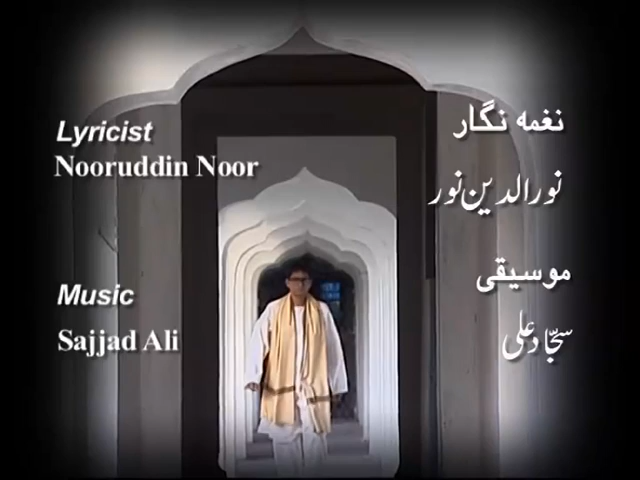 Lyricist
نغمہ نگار
Nooruddin Noor
نورالدین نور
Music
موسیقی
Sajjad Ali
سجّاد علی